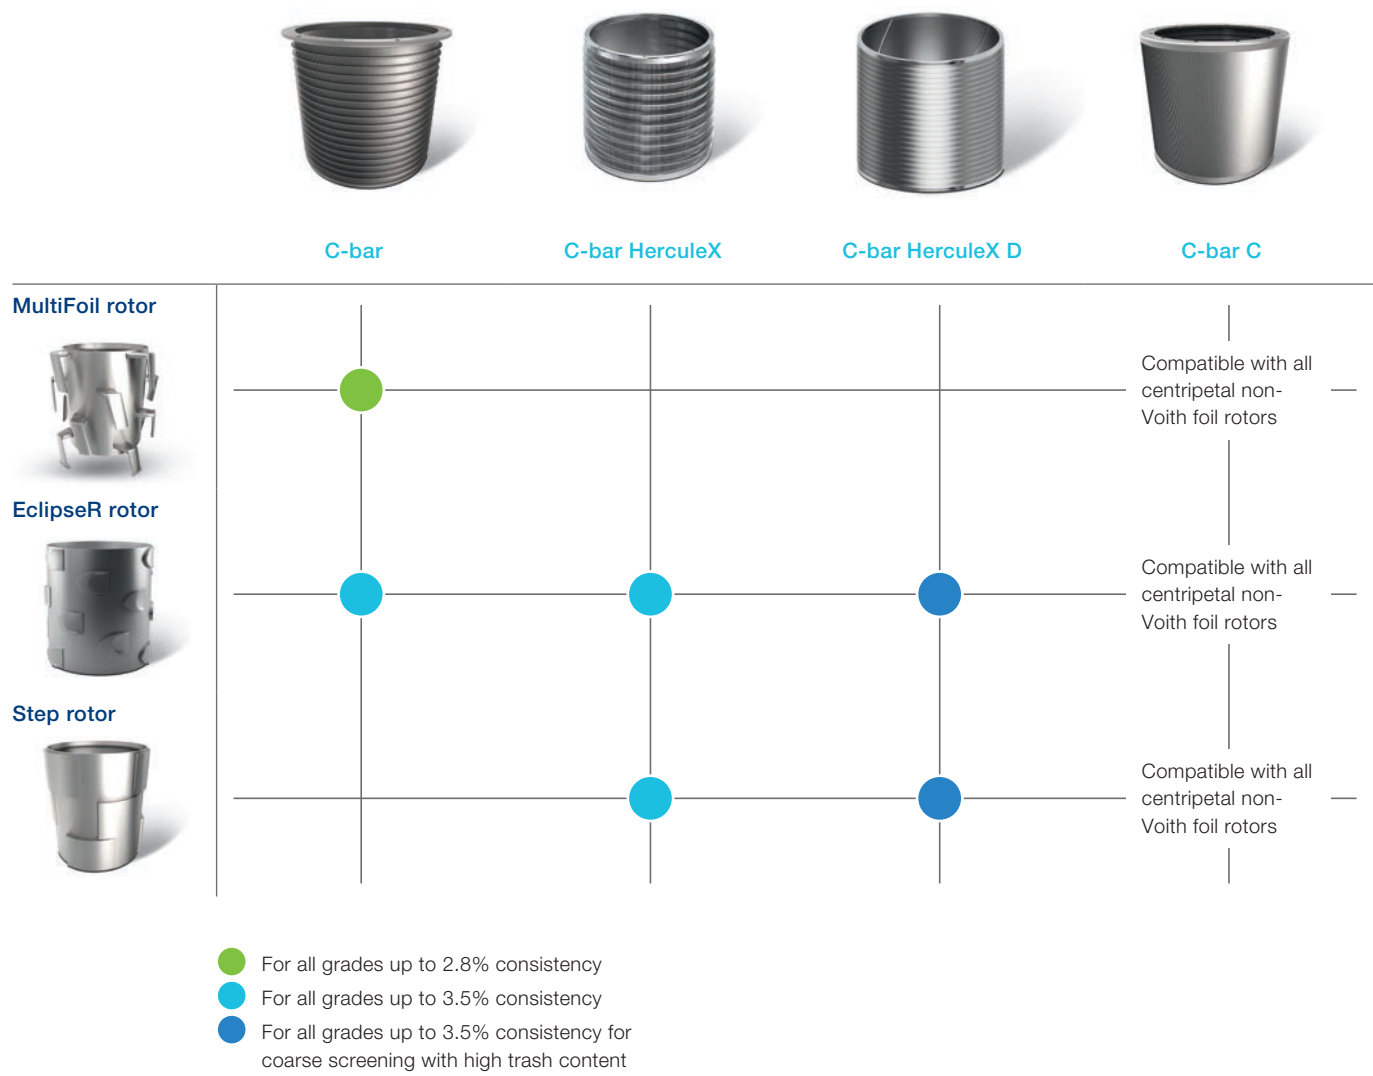 C-bar
C-bar HerculeX
C-bar HerculeX D
C-bar C
MultiFoil rotor
Compatible with all
centripetal non-
Voith foil rotors
EclipseR rotor
Compatible with all
centripetal non-
Voith foil rotors
Step rotor
Compatible with all
centripetal non-
Voith foil rotors
For all grades up to 2.8% consistency
For all grades up to 3.5% consistency
For all grades up to 3.5% consistency for
coarse screening with high trash content